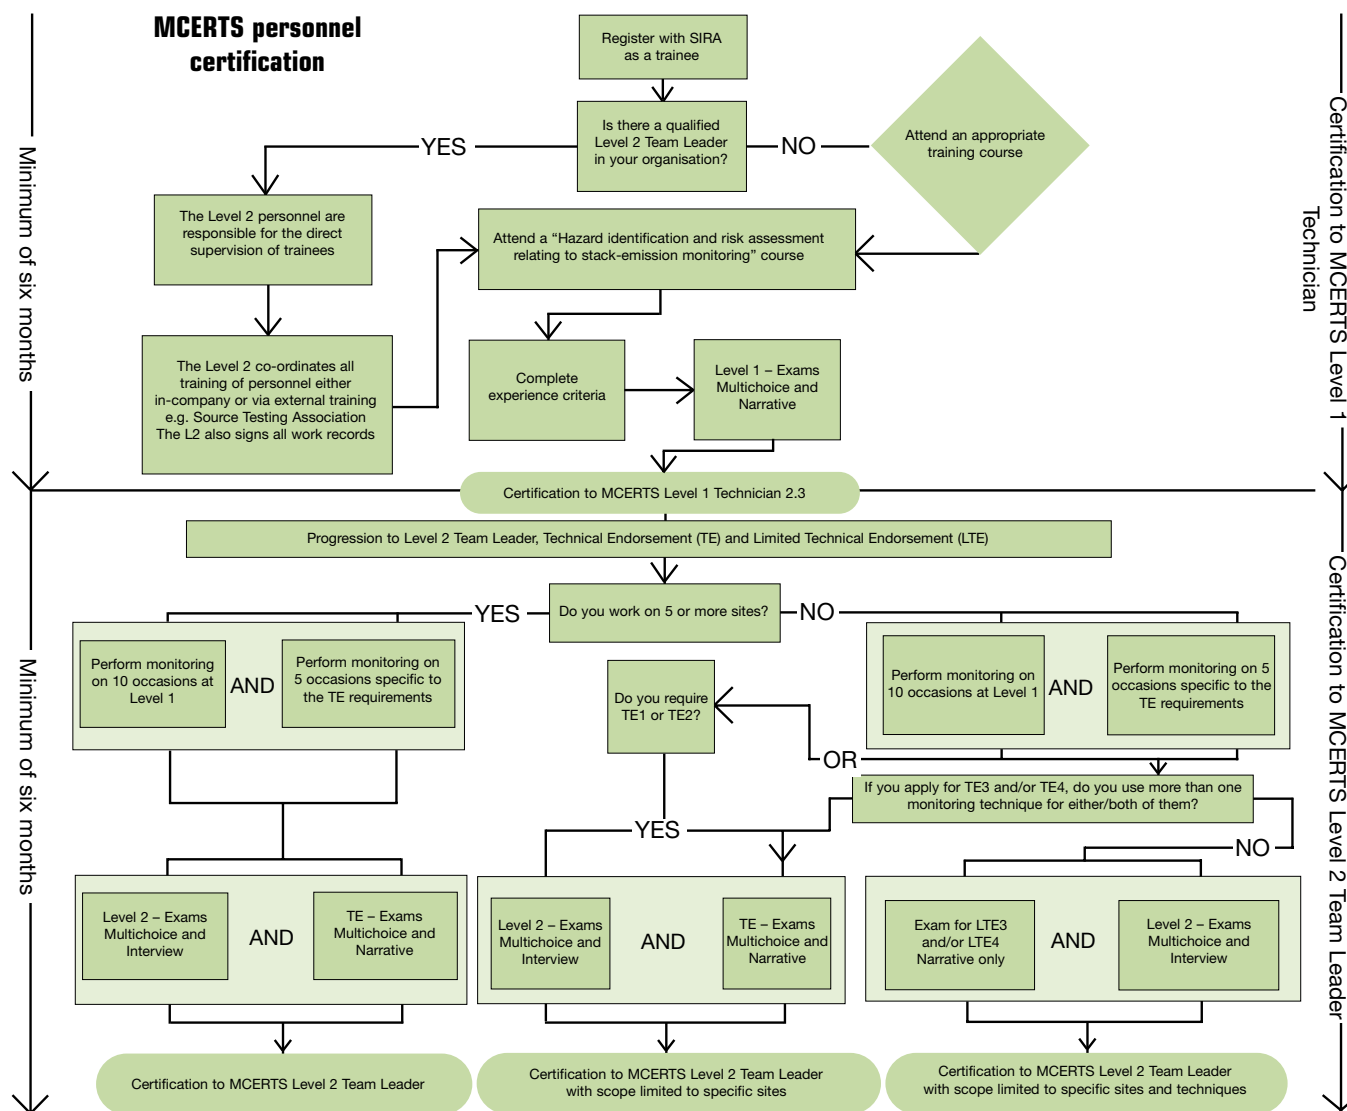 MCERTS personnel
certification
Register with SIRA
as a trainee
Is there a qualified
Level 2 Team Leader
in your organisation?
YES
NO
Attend an appropriate
training course
The Level 2 personnel are
responsible for the direct
supervision of trainees
Attend a “Hazard identification and risk assessment
relating to stack-emission monitoring” course
The Level 2 co-ordinates all
training of personnel either
in-company or via external training
e.g. Source Testing Association
The L2 also signs all work records
Complete
experience criteria
Level 1 – Exams
Multichoice and
Narrative
Minimum of six months
Certification to MCERTS Level 1
Technician
Certification to MCERTS Level 1 Technician 2.3
Progression to Level 2 Team Leader, Technical Endorsement (TE) and Limited Technical Endorsement (LTE)
Do you work on 5 or more sites?
YES
NO
Perform monitoring
on 10 occasions at
Level 1
AND
Perform monitoring on
5 occasions specific to
the TE requirements
Do you require
TE1 or TE2?
Perform monitoring on
10 occasions at Level 1
AND
Perform monitoring on 5
occasions specific to the
TE requirements
OR
If you apply for TE3 and/or TE4, do you use more than one
monitoring technique for either/both of them?
YES
NO
Level 2 – Exams
Multichoice and
Interview
AND
TE – Exams
Multichoice and
Narrative
Level 2 – Exams
Multichoice and
Interview
AND
TE – Exams
Multichoice and
Narrative
Exam for LTE3
and/or LTE4
Narrative only
AND
Level 2 – Exams
Multichoice and
Interview
Minimum of six months
Certification to MCERTS Level 2 Team Leader
Certification to MCERTS Level 2 Team Leader
Certification to MCERTS Level 2 Team Leader
with scope limited to specific sites
Certification to MCERTS Level 2 Team Leader
with scope limited to specific sites and techniques